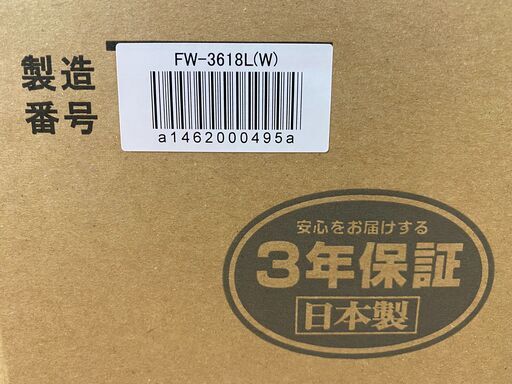 製造
番号
FW-3618L(W)
a1462000495a
安心をお届けする
3年保証
日本製